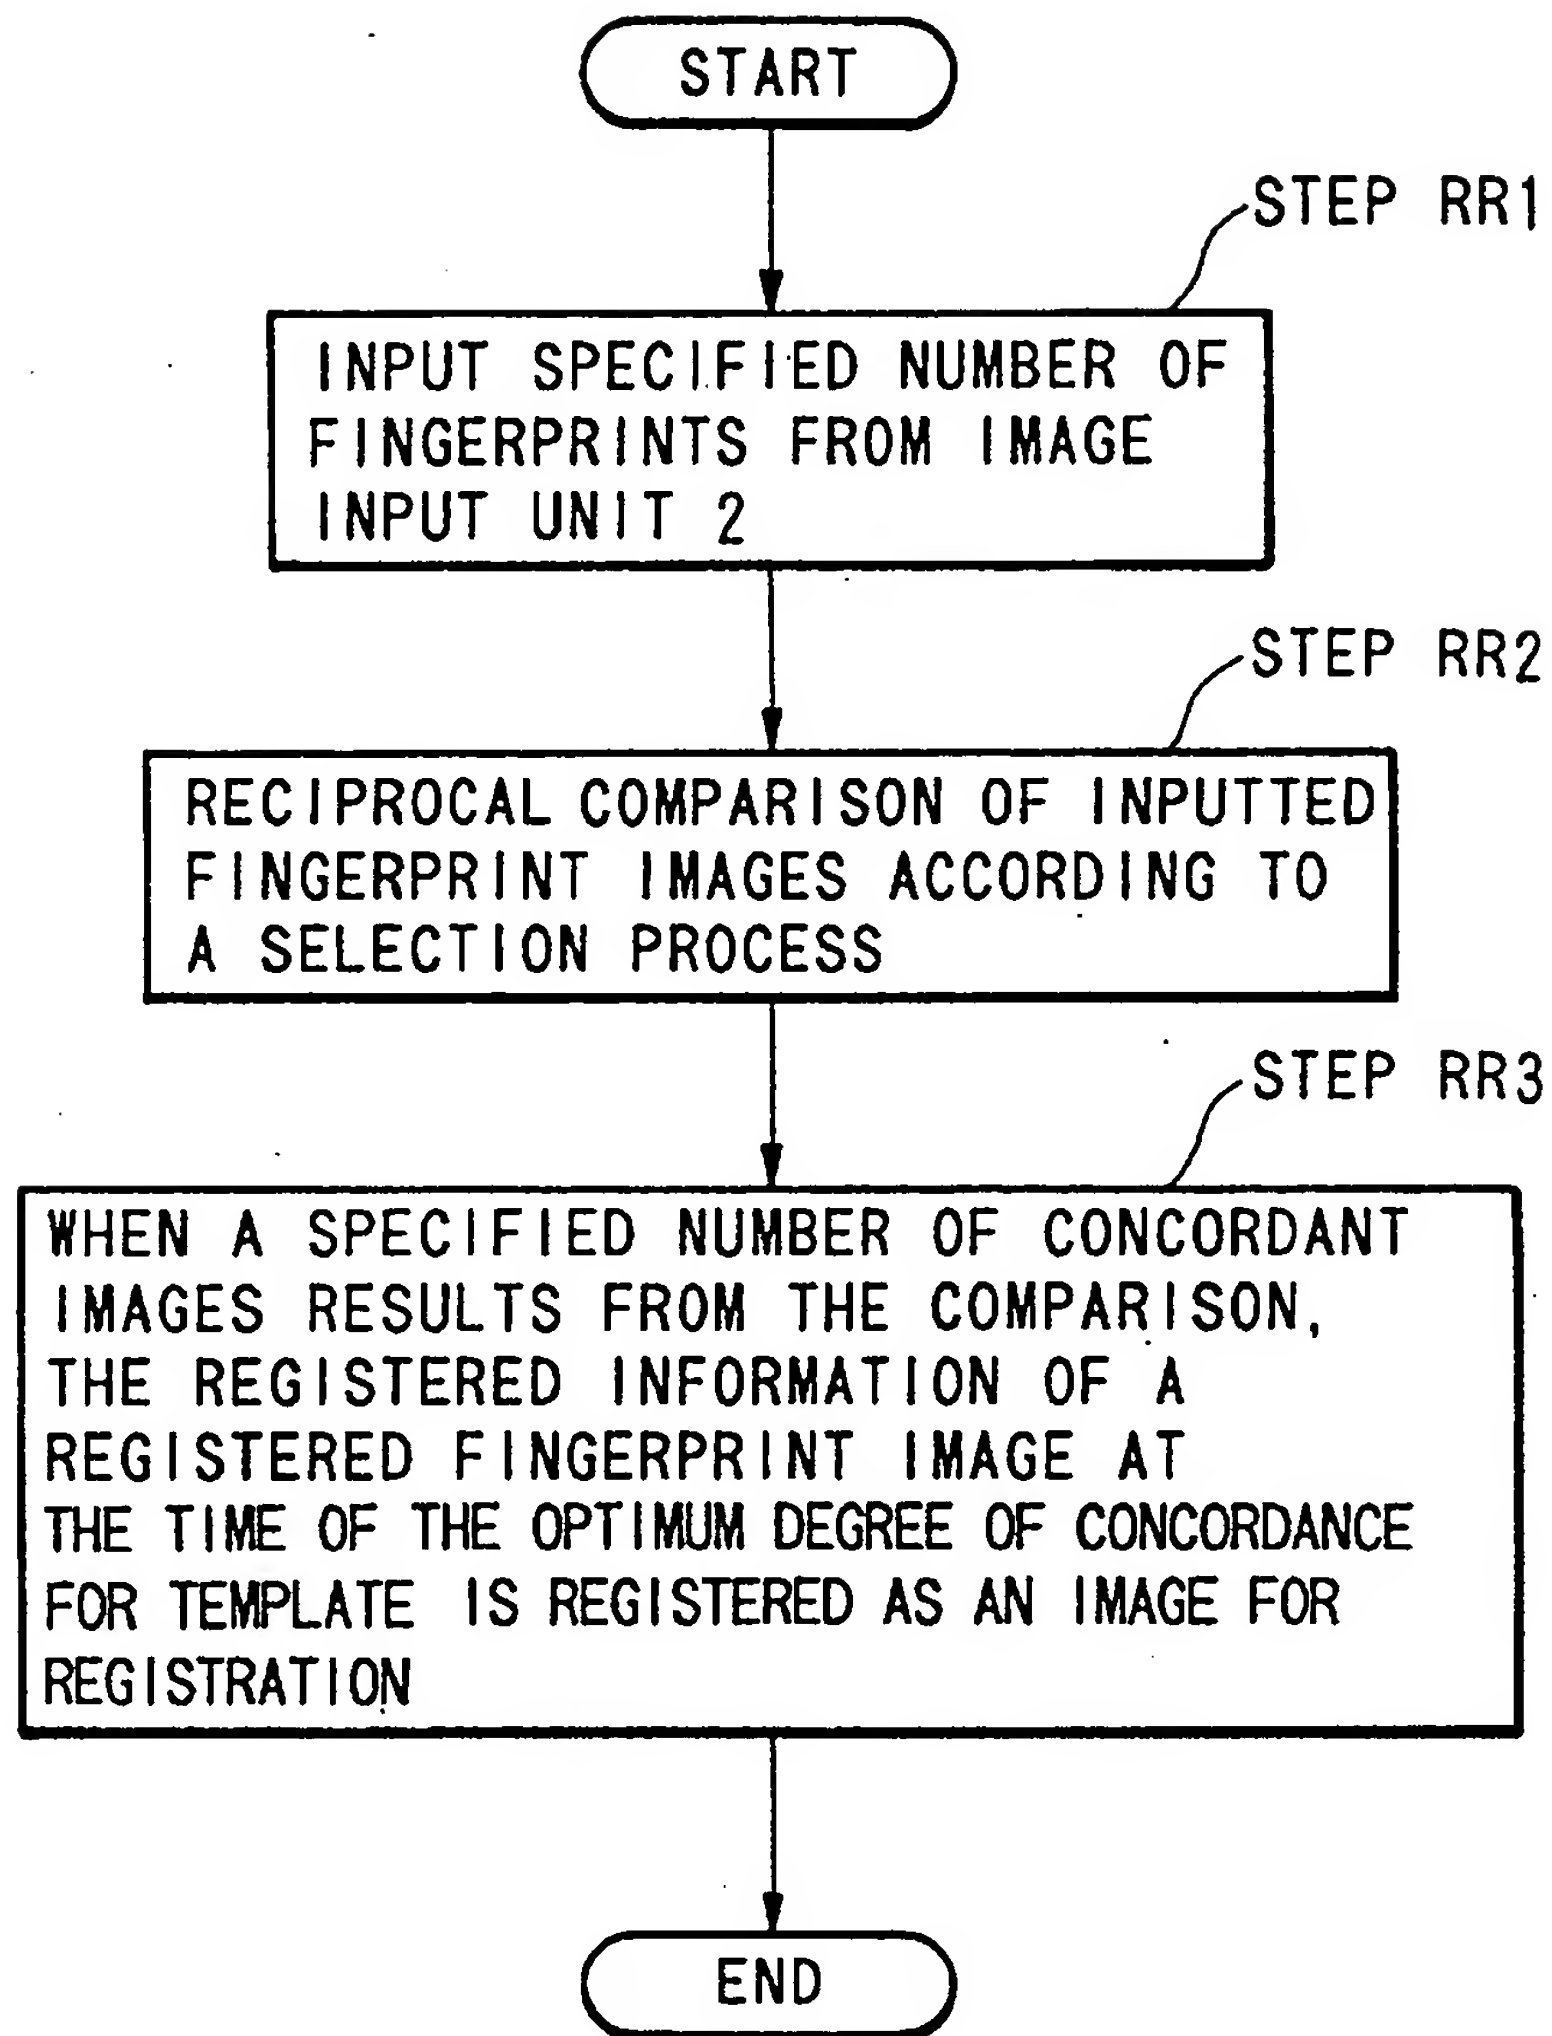 START
STEP RR1
INPUT SPECIFIED NUMBER OF
FINGERPRINTS FROM IMAGE
INPUT UNIT 2
STEP RR2
RECIPROCAL COMPARISON OF INPUTTED
FINGERPRINT IMAGES ACCORDING TO
A SELECTION PROCESS
STEP RR3
WHEN A SPECIFIED NUMBER OF CONCORDANT
IMAGES RESULTS FROM THE COMPARISON,
THE REGISTERED INFORMATION OF A
REGISTERED FINGERPRINT IMAGE AT
THE TIME OF THE OPTIMUM DEGREE OF CONCORDANCE
FOR TEMPLATE IS REGISTERED AS AN IMAGE FOR
REGISTRATION
END